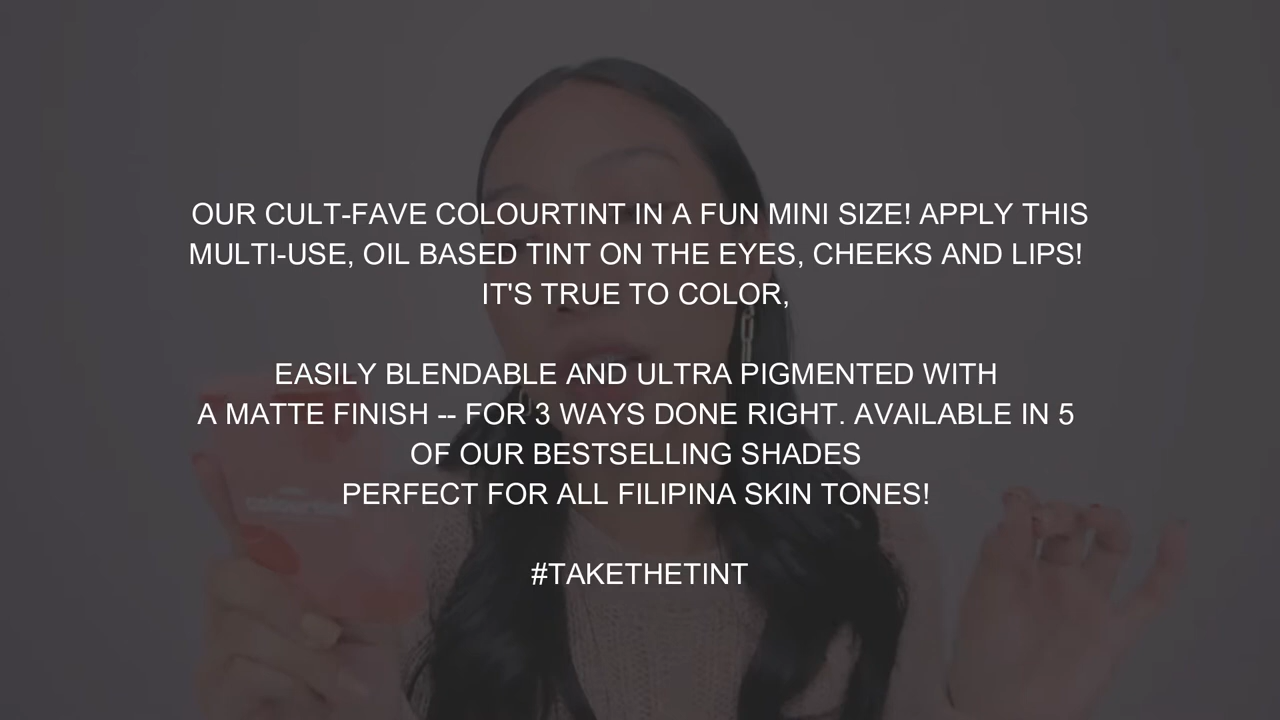 OUR CULT-FAVE COLOURTINT IN A FUN MINI SIZE! APPLY THIS
MULTI-USE, OIL BASED TINT ON THE EYES, CHEEKS AND LIPS!
IT'S TRUE TO COLOR,
EASILY BLENDABLE AND ULTRA PIGMENTED WITH
A MATTE FINISH -- FOR 3 WAYS DONE RIGHT. AVAILABLE IN 5
OF OUR BESTSELLING SHADES
PERFECT FOR ALL FILIPINA SKIN TONES!
#TAKETHETINT